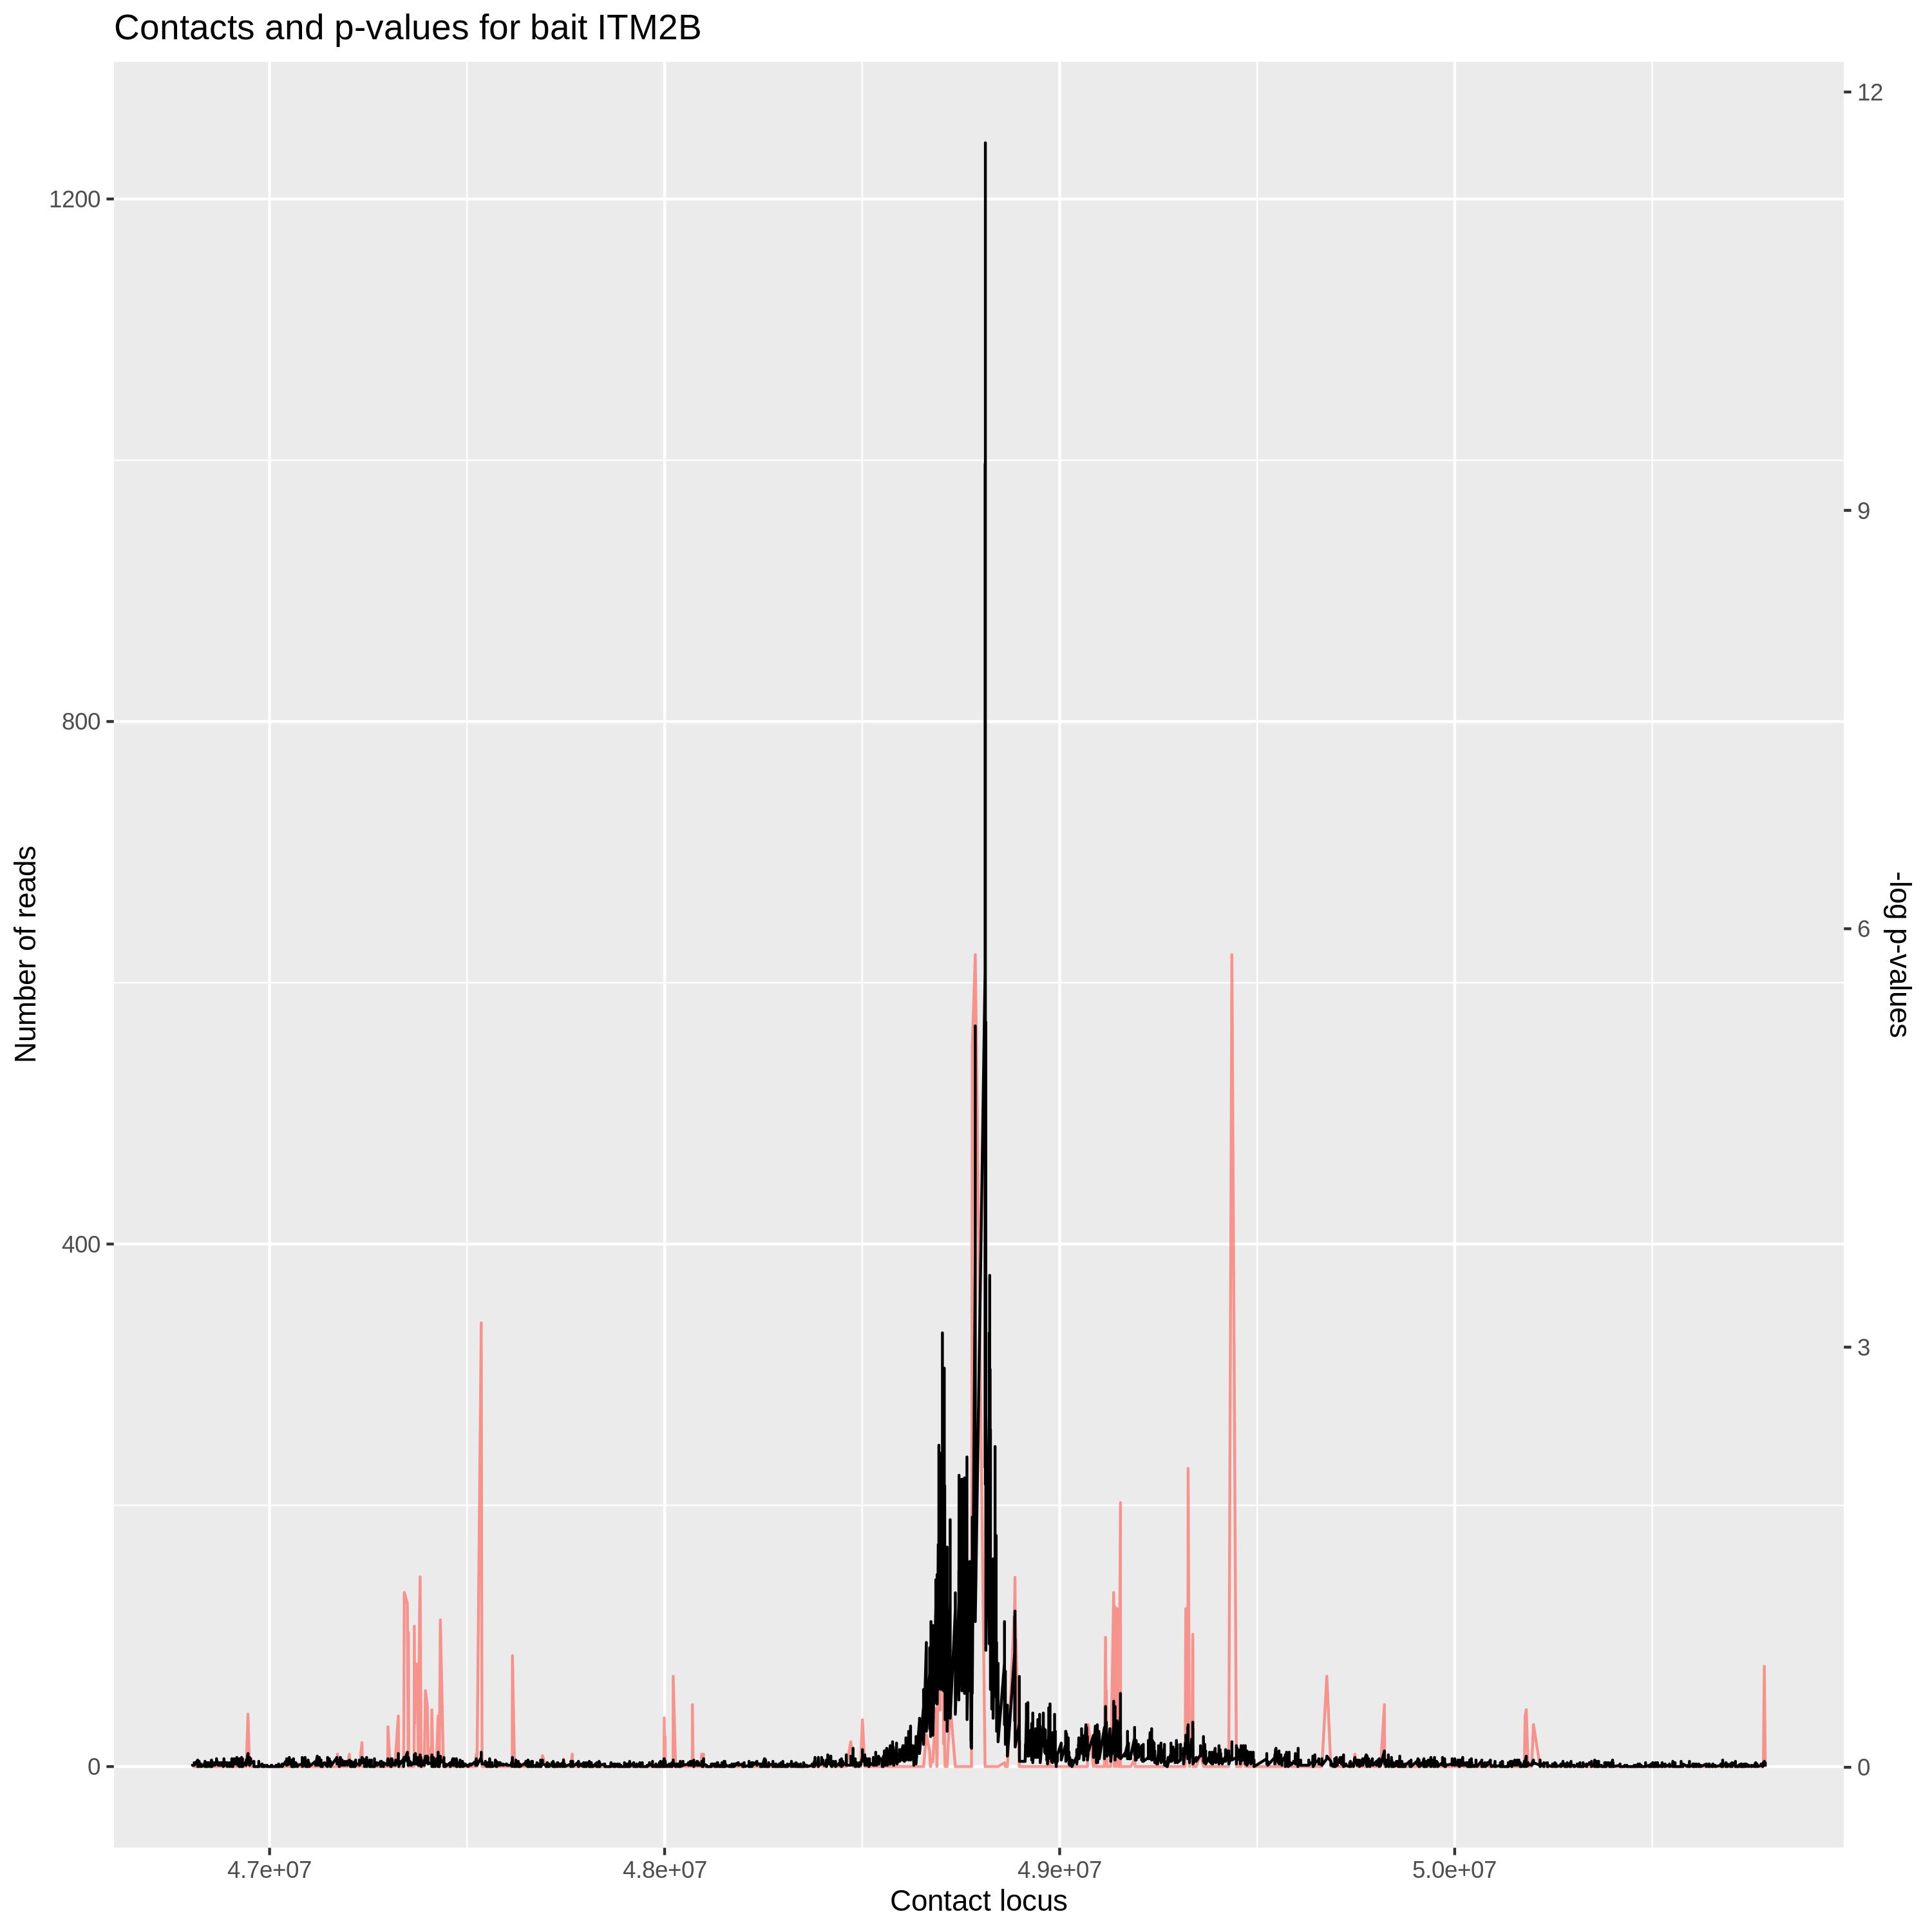 Contacts and p-values for bait ITM2B
Number of reads
1200
800
400
0
12
9
6
3
0
-log p-values
4.7e+07
4.8e+07
4.9e+07
5.0e+07
Contact locus